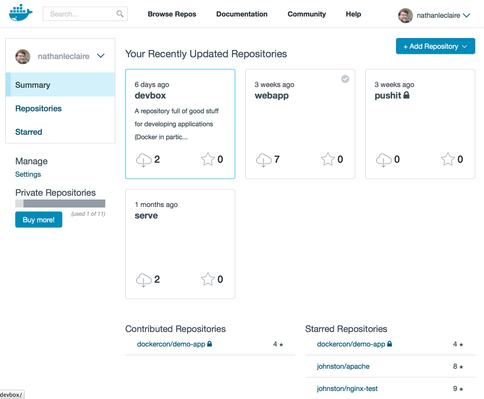 Search...
Browse Repos
Documentation
Community
Help
nathanleclaire
nathanleclaire
Summary
Repositories
Starred
Manage
Settings
Private Repositories
(used 1 of 11)
Buy more!
Your Recently Updated Repositories
+ Add Repository
6 days ago
devbox
A repository full of good stuff
for developing applications
(Docker in partic...
2
0
3 weeks ago
webapp
7
0
3 weeks ago
pushit
0
0
1 months ago
serve
2
0
Contributed Repositories
dockercon/demo-app
4
Starred Repositories
dockercon/demo-app
4
johnston/apache
8
johnston/nginx-test
9
devbox/